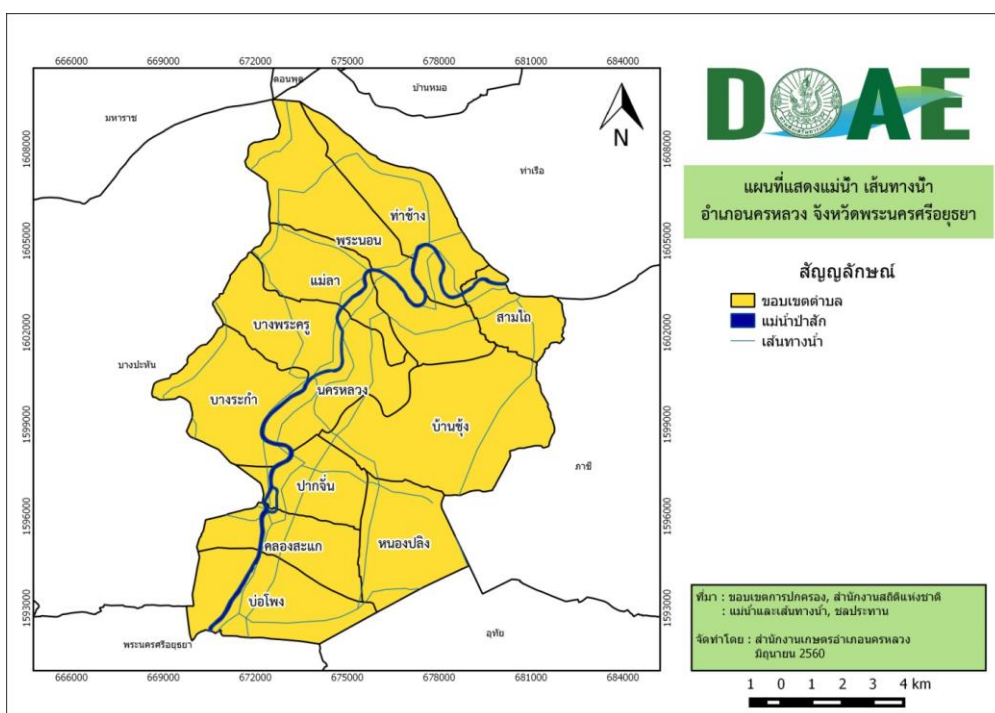 666000 669000 672000 675000 678000 681000 684000
ดอนพุด
บ้านหมอ
มหาราช
N
ท่าเรือ
1608000
1608000
ท่าช้าง
พระนอน
1605000
1605000
แม่ลา
สามไถ
บางพระครู
1602000
1602000
บางปะหัน
นครหลวง
บางระกำ
บ้านชุ้ง
1599000
1599000
ภาชี
ปากจั่น
1596000
1596000
คลองสะแก
หนองปลิง
บ่อโพง
1593000
1593000
พระนครศรีอยุธยา
อุทัย
666000 669000 672000 675000 678000 681000 684000
DOAE
แผนที่แสดงแม่น้ำ เส้นทางน้ำ
อำเภอนครหลวง จังหวัดพระนครศรีอยุธยา
สัญญลักษณ์
ขอบเขตตำบล
แม่น้ำป่าสัก
เส้นทางน้ำ
ที่มา : ขอบเขตการปกครอง, สำนักงานสถิติแห่งชาติ
: แม่น้ำและเส้นทางน้ำ, ชลประทาน
จัดทำโดย : สำนักงานเกษตรอำเภอนครหลวง
มิถุนายน 2560
1 0 1 2 3 4 km